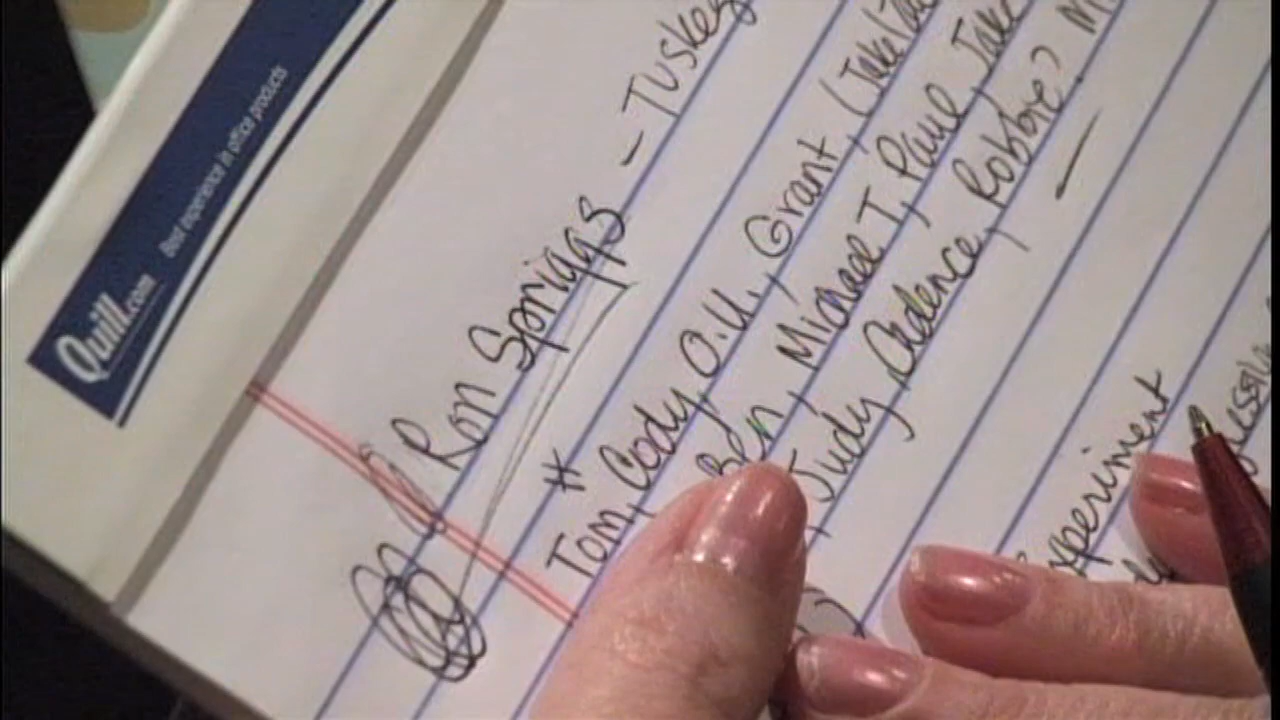 Quill.com Best experience in office products
Ron Spriggs - Tuskeg
Tom, Cody, O.U., Grant, (Jake
Ben, Michael T, Paul, Jake
Judy, Cadence, Robbie? M
experiment